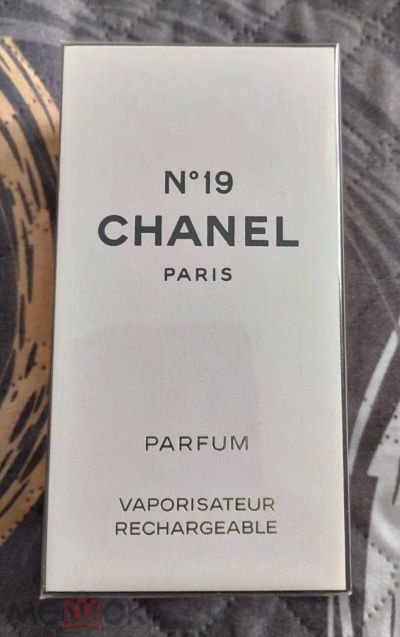 N°19
CHANEL
PARIS
PARFUM
VAPORISATEUR
RECHARGEABLE